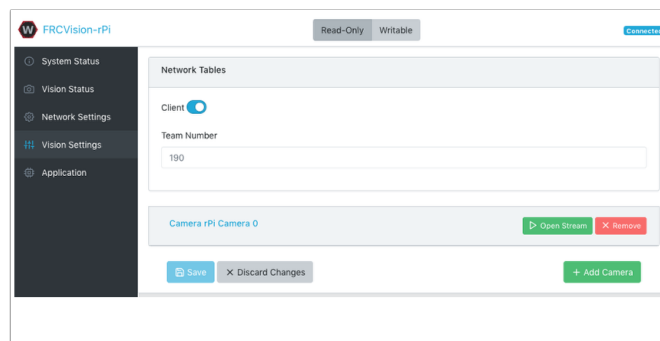 W FRCVision-rPi Read-Only Writable Connected
System Status
Vision Status
Network Settings
Vision Settings
Application
Network Tables
Client
Team Number
190
Camera rPi Camera 0 Open Stream Remove
Save Discard Changes Add Camera